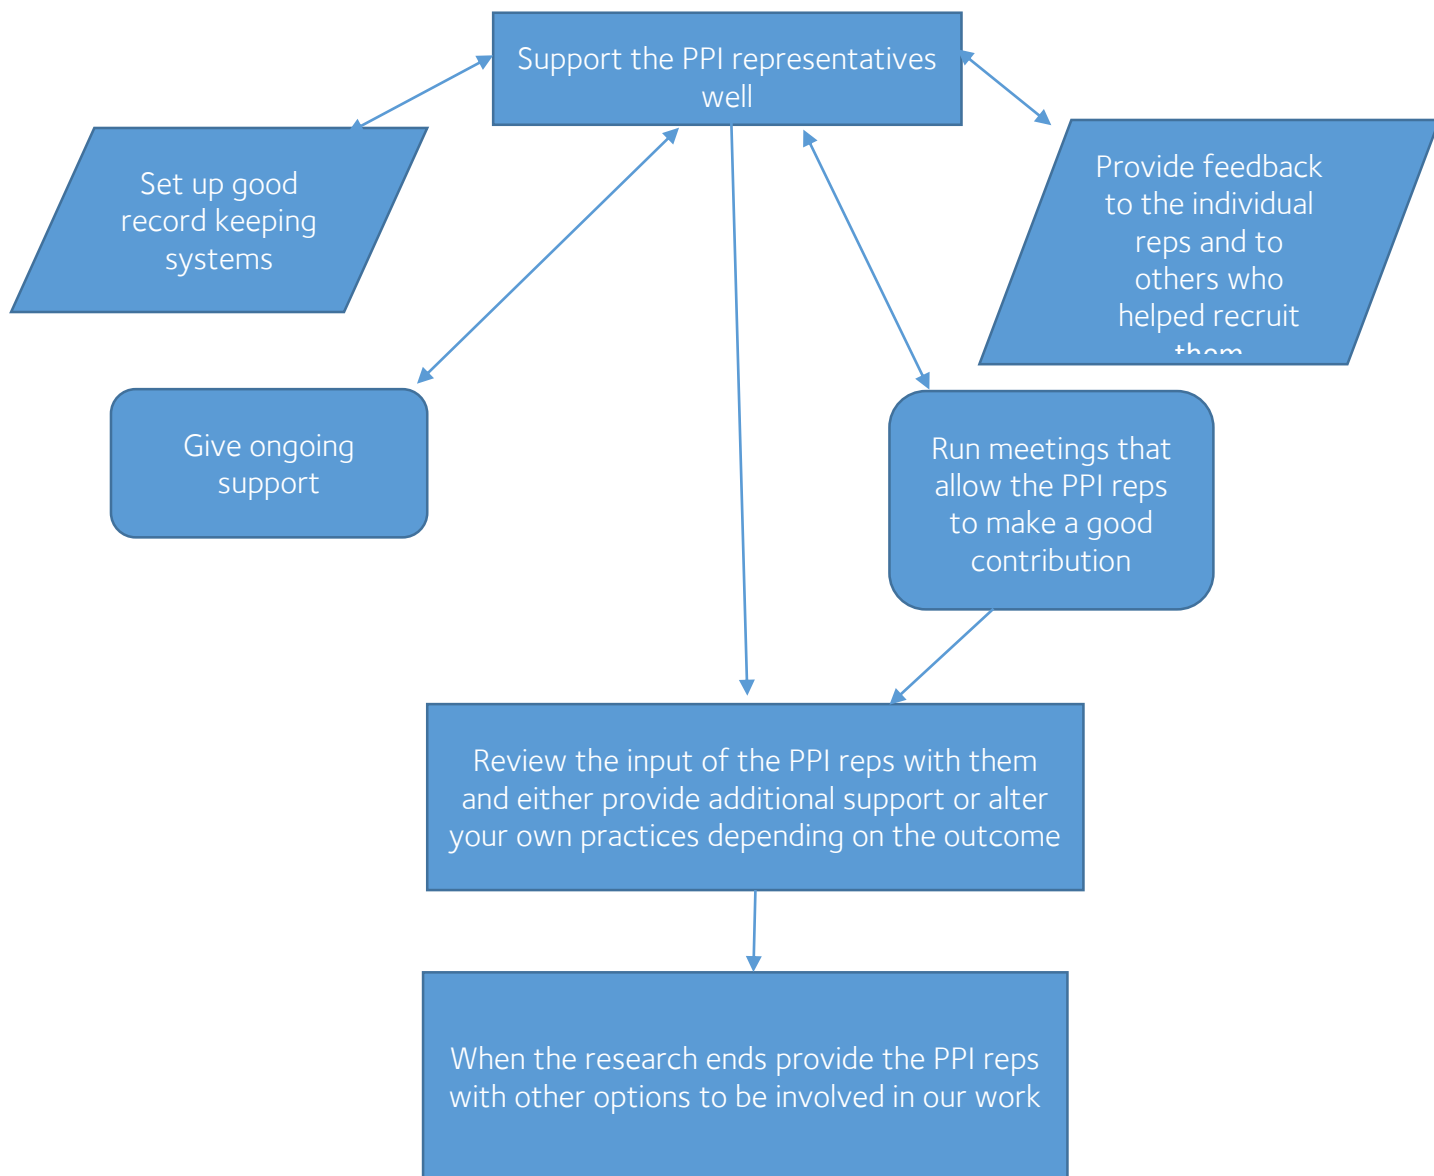 Support the PPI representatives
well
Set up good
record keeping
systems
Provide feedback
to the individual
reps and to
others who
helped recruit
them
Give ongoing
support
Run meetings that
allow the PPI reps
to make a good
contribution
Review the input of the PPI reps with them
and either provide additional support or alter
your own practices depending on the outcome
When the research ends provide the PPI reps
with other options to be involved in our work